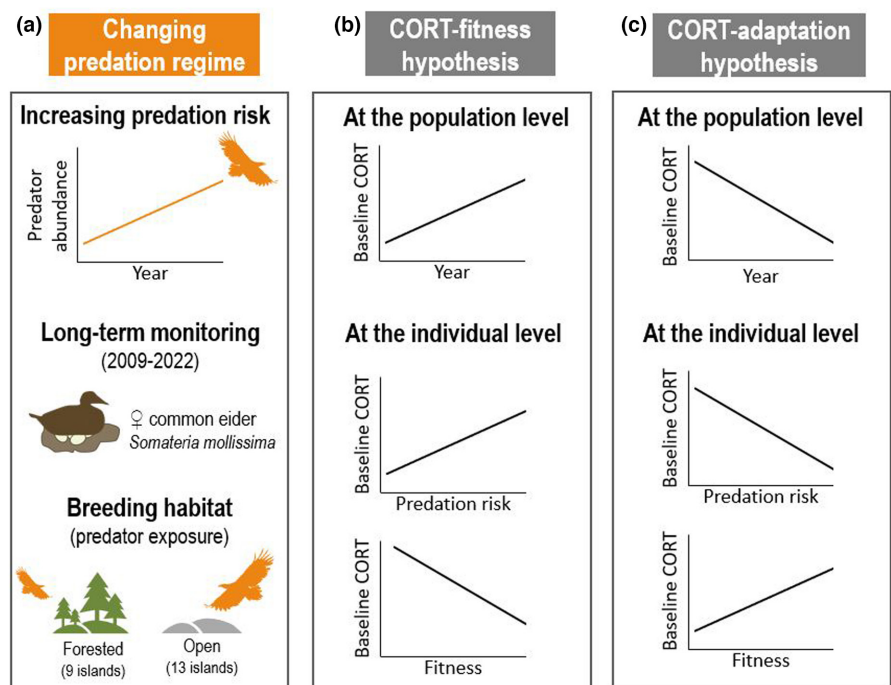 (a)
Changing
predation regime
Increasing predation risk
Predator
abundance
Year
Long-term monitoring
(2009-2022)
♀ common eider
Somateria mollissima
Breeding habitat
(predator exposure)
Forested
(9 islands)
Open
(13 islands)
(b)
CORT-fitness
hypothesis
At the population level
Baseline CORT
Year
At the individual level
Baseline CORT
Predation risk
Baseline CORT
Fitness
(c)
CORT-adaptation
hypothesis
At the population level
Baseline CORT
Year
At the individual level
Baseline CORT
Predation risk
Baseline CORT
Fitness